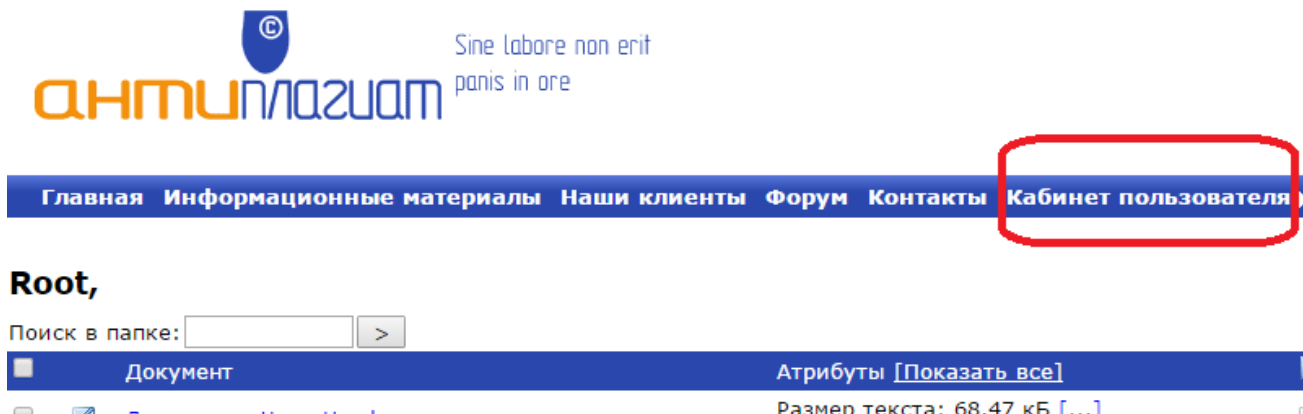 ©
Sine labore non erit
panis in ore
антиплагиат
Главная Информационные материалы Наши клиенты Форум Контакты Кабинет пользователя
Root,
Поиск в папке: >
Документ Атрибуты [Показать все]
Размер текста: 68,47 кБ [...]